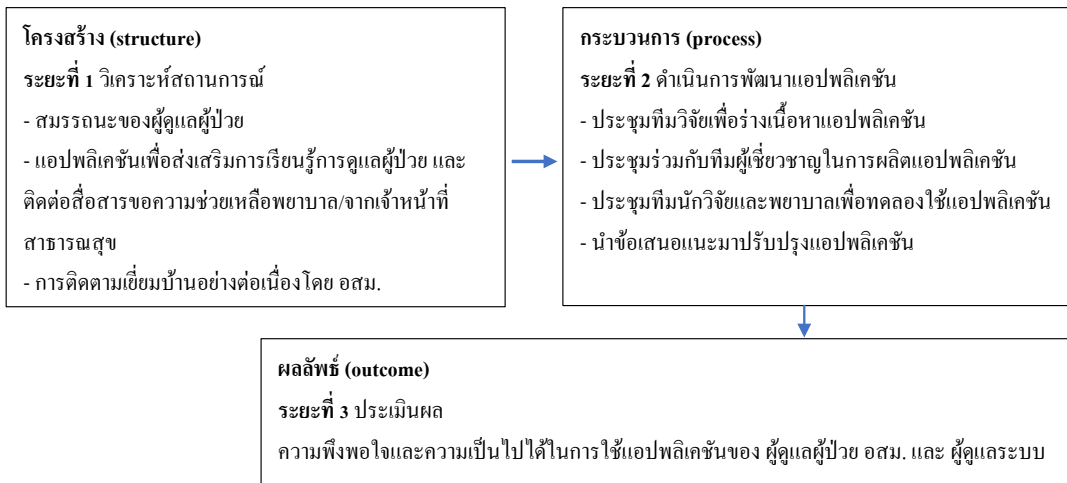 โครงสร้าง (structure)
ระยะที่ 1 วิเคราะห์สถานการณ์
- สมรรถนะของผู้ดูแลผู้ป่วย
- แอปพลิเคชันเพื่อส่งเสริมการเรียนรู้การดูแลผู้ป่วย และ
ติดต่อสื่อสารขอความช่วยเหลือพยาบาล/จากเจ้าหน้าที่
สาธารณสุข
- การติดตามเยี่ยมบ้านอย่างต่อเนื่องโดย อสม.
กระบวนการ (process)
ระยะที่ 2 ดำเนินการพัฒนาแอปพลิเคชัน
- ประชุมทีมวิจัยเพื่อร่างเนื้อหาแอปพลิเคชัน
- ประชุมร่วมกับทีมผู้เชี่ยวชาญในการผลิตแอปพลิเคชัน
- ประชุมทีมนักวิจัยและพยาบาลเพื่อทดลองใช้แอปพลิเคชัน
- นำข้อเสนอแนะมาปรับปรุงแอปพลิเคชัน
ผลลัพธ์ (outcome)
ระยะที่ 3 ประเมินผล
ความพึงพอใจและความเป็นไปได้ในการใช้แอปพลิเคชันของ ผู้ดูแลผู้ป่วย อสม. และ ผู้ดูแลระบบ